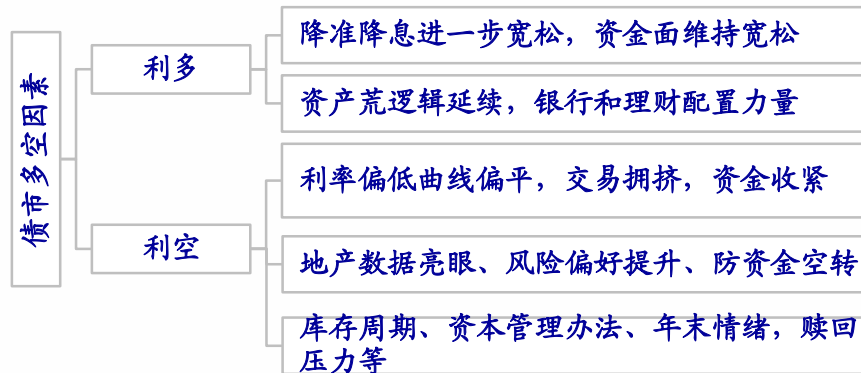 债市多空因素
利多
降准降息进一步宽松，资金面维持宽松
资产荒逻辑延续，银行和理财配置力量
利空
利率偏低曲线偏平，交易拥挤，资金收紧
地产数据亮眼、风险偏好提升、防资金空转
库存周期、资本管理办法、年末情绪，赎回
压力等